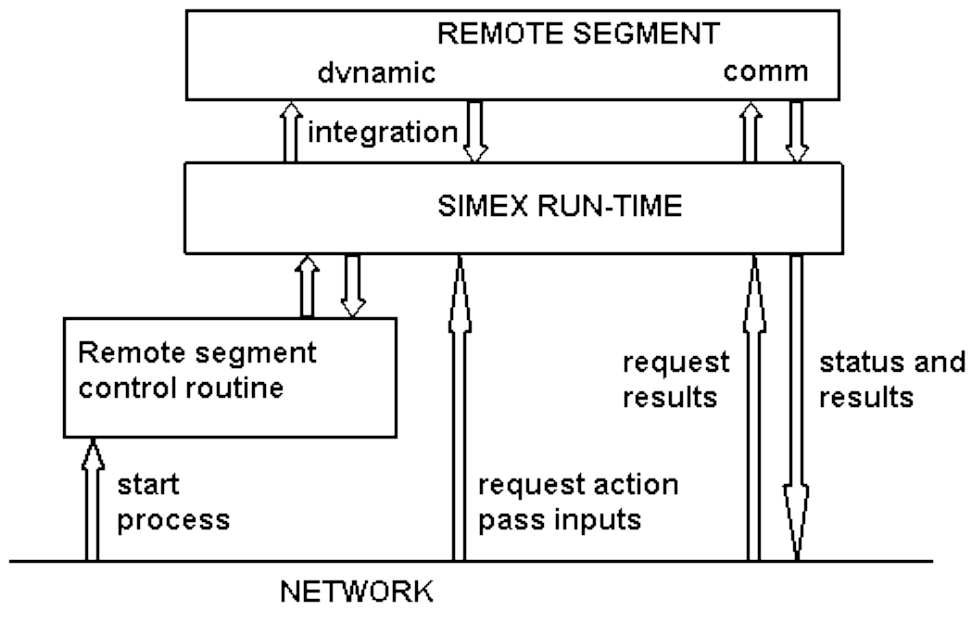 REMOTE SEGMENT
dvnamic comm
integration
SIMEX RUN-TIME
Remote segment
control routine
request
results
status and
results
start
process
request action
pass inputs
NETWORK